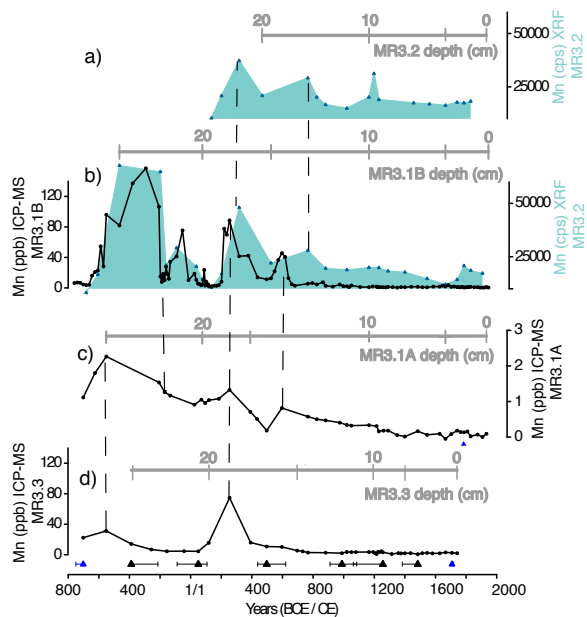 20 10 0
MR3.2 depth (cm)
a)
50000
25000
Mn (cps) XRF
MR3.2
20 10 0
MR3.1B depth (cm)
b)
120
80
40
0
Mn (ppb) ICP-MS
MR3.1B
50000
25000
Mn (cps) XRF
MR3.2
20 10 0
MR3.1A depth (cm)
c)
3
2
1
0
Mn (ppb) ICP-MS
MR3.1A
20 10 0
MR3.3 depth (cm)
d)
120
80
40
0
Mn (ppb) ICP-MS
MR3.3
800 400 1/1 400 800 1200 1600 2000
Years (BCE / CE)